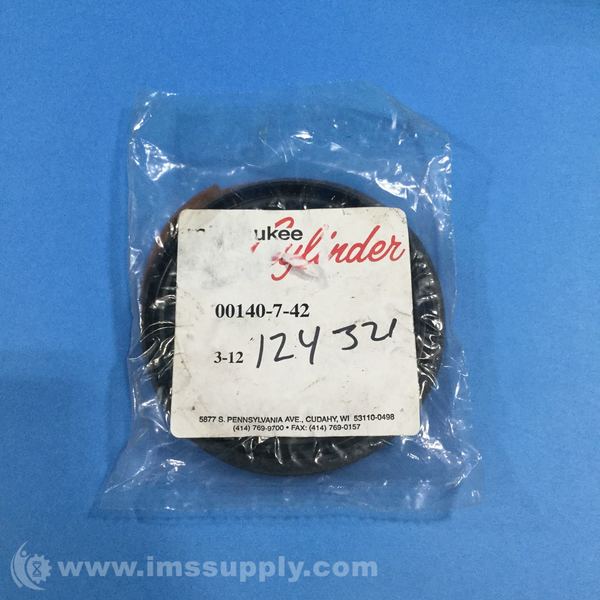 ukee
Cylinder
00140-7-42
3-12 124 321
5877 S. PENNSYLVANIA AVE., CUDAHY, WI 53110-0498
(414) 769-9700 • FAX: (414) 769-0157
www.imssupply.com